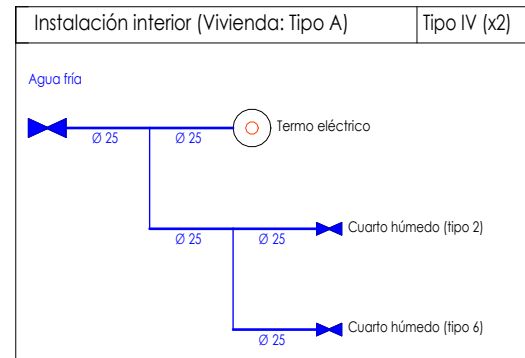 Instalación interior (Vivienda: Tipo A) Tipo IV (x2)
Agua fría
Termo eléctrico
Ø 25 Ø 25
Cuarto húmedo (tipo 2)
Ø 25 Ø 25
Cuarto húmedo (tipo 6)
Ø 25